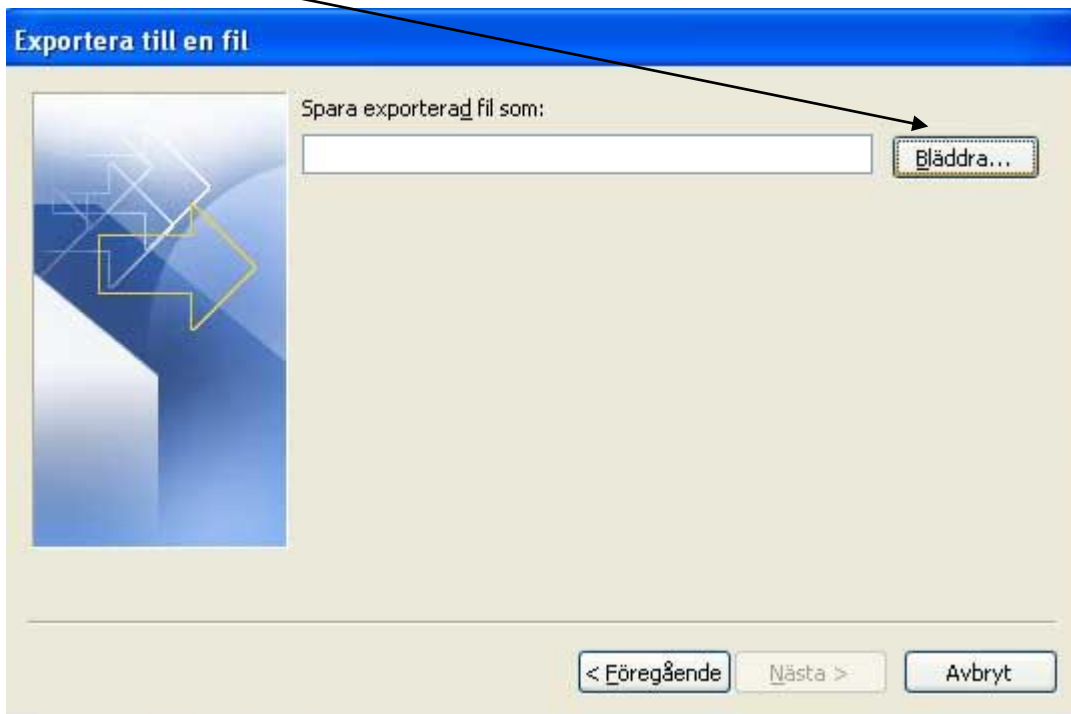 Exportera till en fil
Spara exporterad fil som:
Bläddra...
< Föregående Nästa > Avbryt